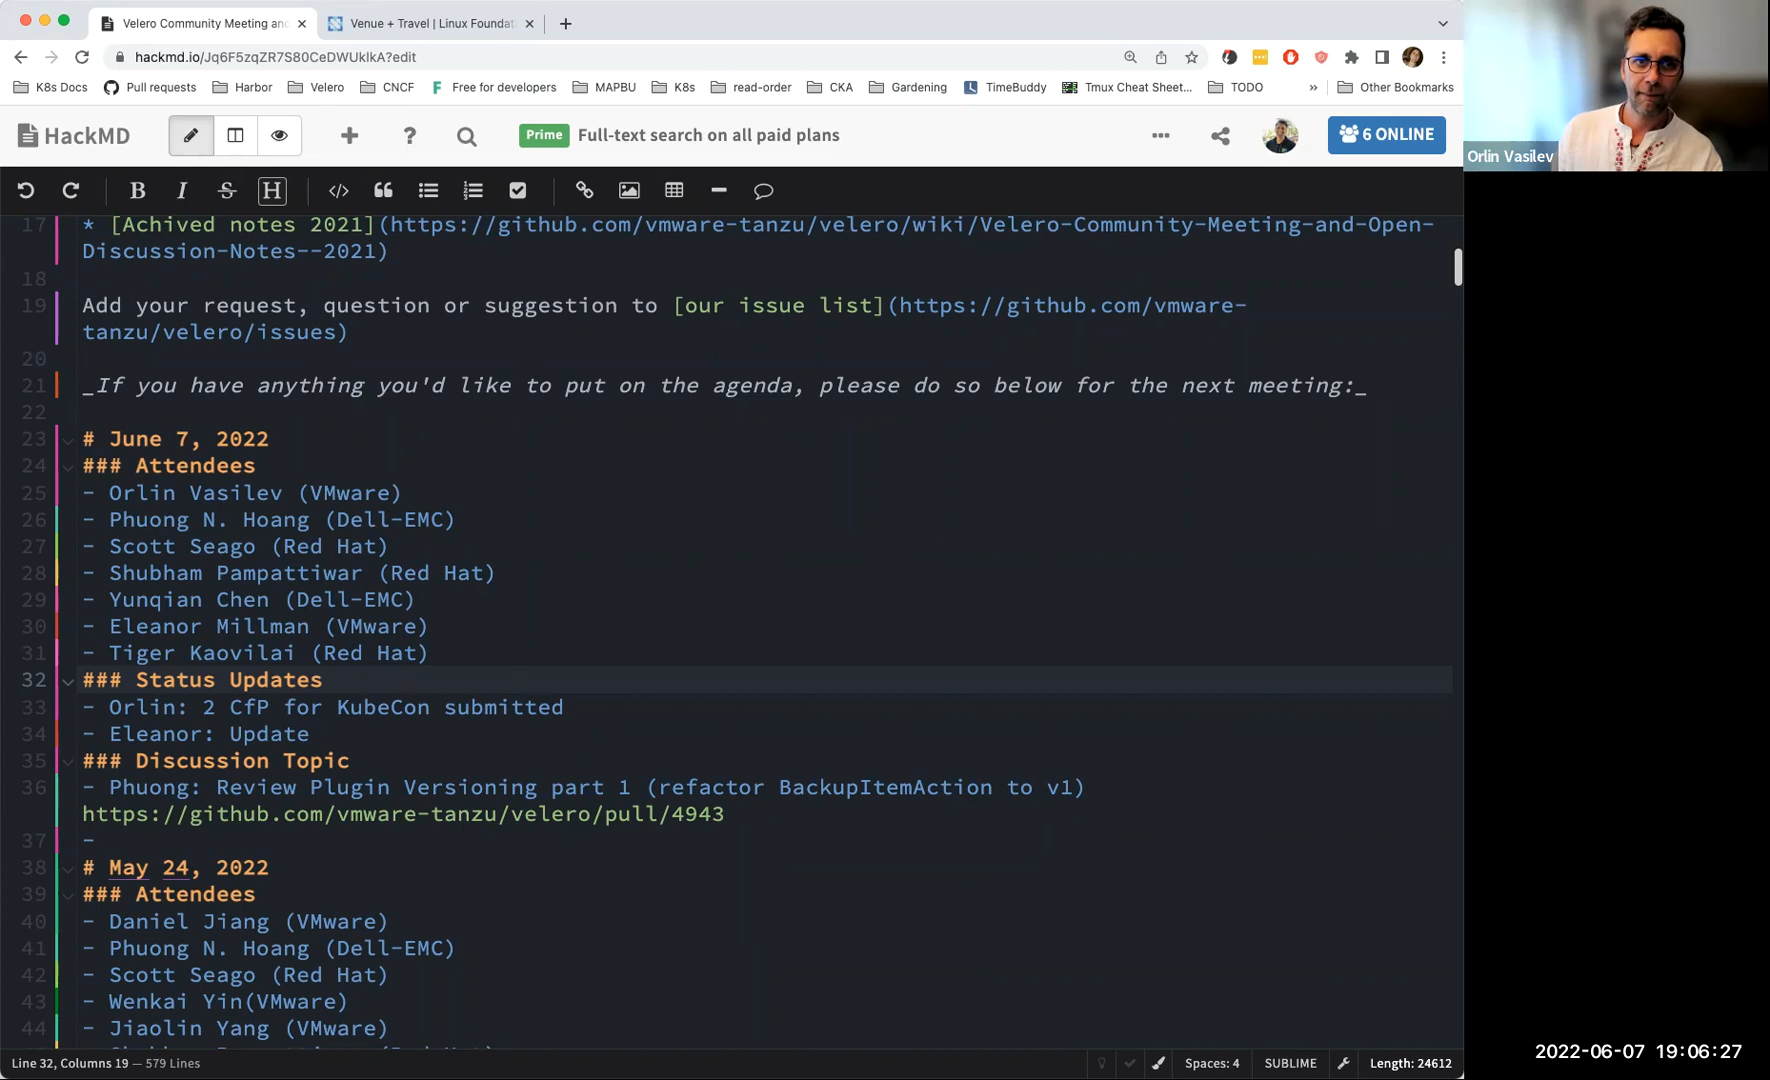 Velero Community Meeting and
Venue + Travel | Linux Foundat
hackmd.io/Jq6F5zqZR7S80CeDWUklkA?edit
K8s Docs
Pull requests
Harbor
Velero
CNCF
Free for developers
MAPBU
K8s
read-order
CKA
Gardening
TimeBuddy
Tmux Cheat Sheet...
TODO
»
Other Bookmarks
HackMD
Prime Full-text search on all paid plans
6 ONLINE
Orlin Vasilev
17 * [Achived notes 2021](https://github.com/vmware-tanzu/velero/wiki/Velero-Community-Meeting-and-Open-
Discussion-Notes--2021)
18
19 Add your request, question or suggestion to [our issue list](https://github.com/vmware-
tanzu/velero/issues)
20
21 _If you have anything you'd like to put on the agenda, please do so below for the next meeting:_
22
23 # June 7, 2022
24 ### Attendees
25 - Orlin Vasilev (VMware)
26 - Phuong N. Hoang (Dell-EMC)
27 - Scott Seago (Red Hat)
28 - Shubham Pampattiwar (Red Hat)
29 - Yunqian Chen (Dell-EMC)
30 - Eleanor Millman (VMware)
31 - Tiger Kaovilai (Red Hat)
32 ### Status Updates
33 - Orlin: 2 CfP for KubeCon submitted
34 - Eleanor: Update
35 ### Discussion Topic
36 - Phuong: Review Plugin Versioning part 1 (refactor BackupItemAction to v1)
https://github.com/vmware-tanzu/velero/pull/4943
37 -
38 # May 24, 2022
39 ### Attendees
40 - Daniel Jiang (VMware)
41 - Phuong N. Hoang (Dell-EMC)
42 - Scott Seago (Red Hat)
43 - Wenkai Yin(VMware)
44 - Jiaolin Yang (VMware)
Line 32, Columns 19 — 579 Lines
Spaces: 4
SUBLIME
Length: 24612
2022-06-07 19:06:27